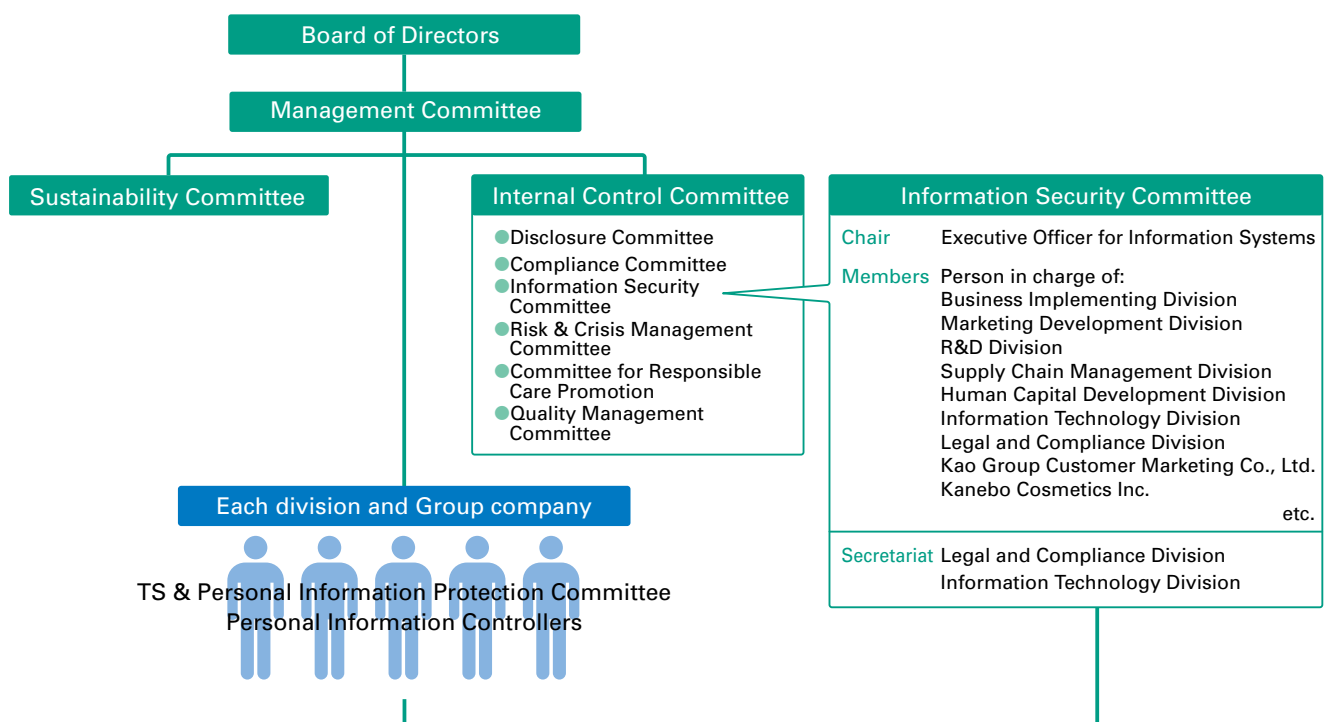 Board of Directors
Management Committee
Sustainability Committee
Internal Control Committee
●Disclosure Committee
●Compliance Committee
●Information Security
Committee
●Risk & Crisis Management
Committee
●Committee for Responsible
Care Promotion
●Quality Management
Committee
Information Security Committee
Chair Executive Officer for Information Systems
Members Person in charge of:
Business Implementing Division
Marketing Development Division
R&D Division
Supply Chain Management Division
Human Capital Development Division
Information Technology Division
Legal and Compliance Division
Kao Group Customer Marketing Co., Ltd.
Kanebo Cosmetics Inc.
etc.
Secretariat Legal and Compliance Division
Information Technology Division
Each division and Group company
TS & Personal Information Protection Committee
Personal Information Controllers